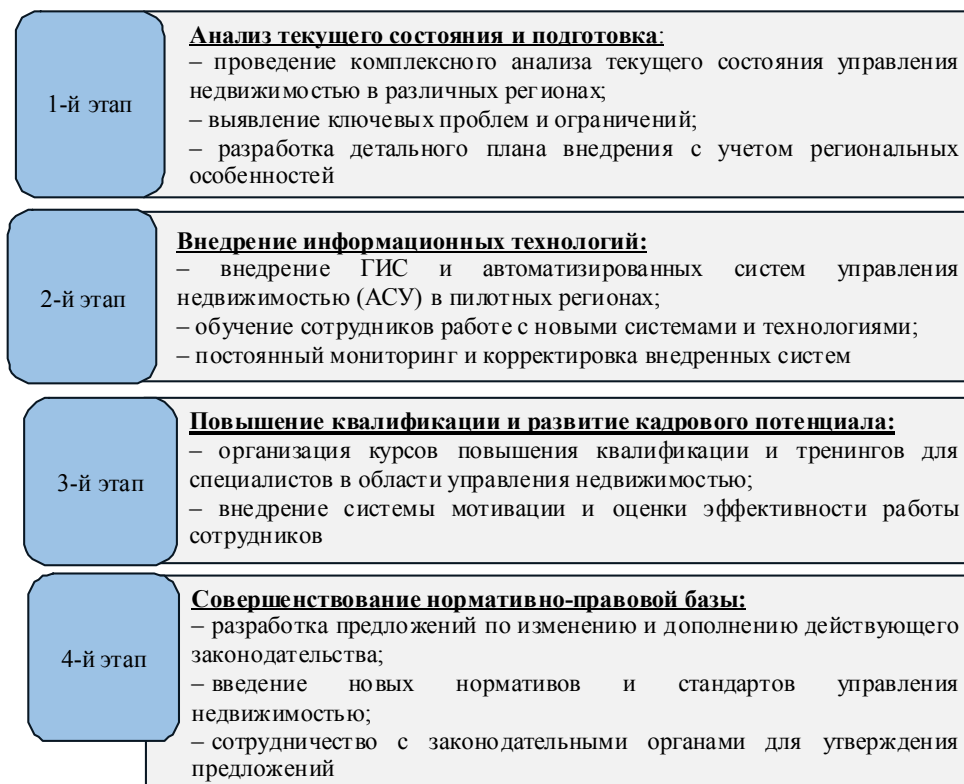 1-й этап
Анализ текущего состояния и подготовка:
– проведение комплексного анализа текущего состояния управления
недвижимостью в различных регионах;
– выявление ключевых проблем и ограничений;
– разработка детального плана внедрения с учетом региональных
особенностей
2-й этап
Внедрение информационных технологий:
– внедрение ГИС и автоматизированных систем управления
недвижимостью (АСУ) в пилотных регионах;
– обучение сотрудников работе с новыми системами и технологиями;
– постоянный мониторинг и корректировка внедренных систем
3-й этап
Повышение квалификации и развитие кадрового потенциала:
– организация курсов повышения квалификации и тренингов для
специалистов в области управления недвижимостью;
– внедрение системы мотивации и оценки эффективности работы
сотрудников
4-й этап
Совершенствование нормативно-правовой базы:
– разработка предложений по изменению и дополнению действующего
законодательства;
– введение новых нормативов и стандартов управления
недвижимостью;
– сотрудничество с законодательными органами для утверждения
предложений